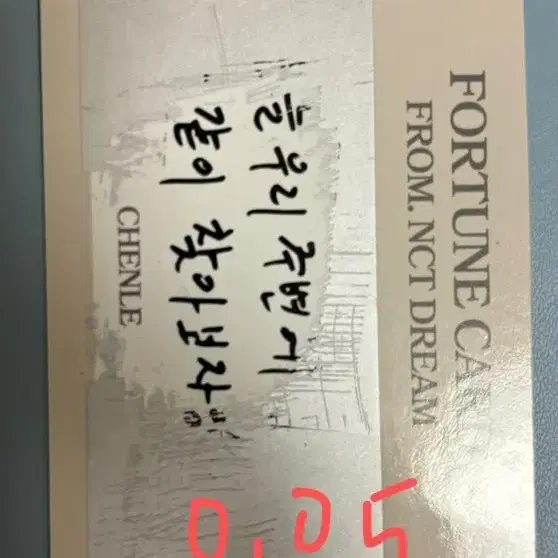 FORTUNE CARD
FROM. NCT DREAM
늘 우리 주변에
같이 찾아보자
CHENLE
0.05